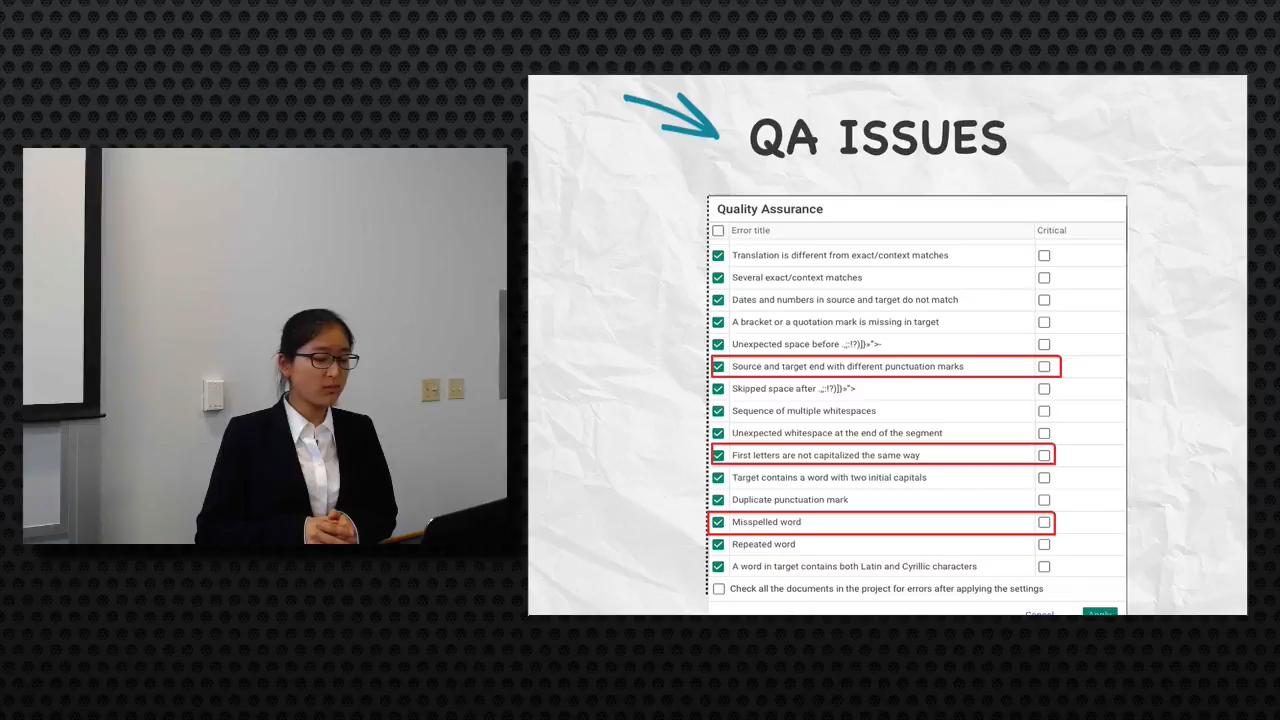 QA ISSUES
Quality Assurance
Error title Critical
Translation is different from exact/context matches
Several exact/context matches
Dates and numbers in source and target do not match
A bracket or a quotation mark is missing in target
Unexpected space before .,;:!?)]}»">-
Source and target end with different punctuation marks
Skipped space after .,;:!?)]}»">
Sequence of multiple whitespaces
Unexpected whitespace at the end of the segment
First letters are not capitalized the same way
Target contains a word with two initial capitals
Duplicate punctuation mark
Misspelled word
Repeated word
A word in target contains both Latin and Cyrillic characters
Check all the documents in the project for errors after applying the settings
Cancel Apply